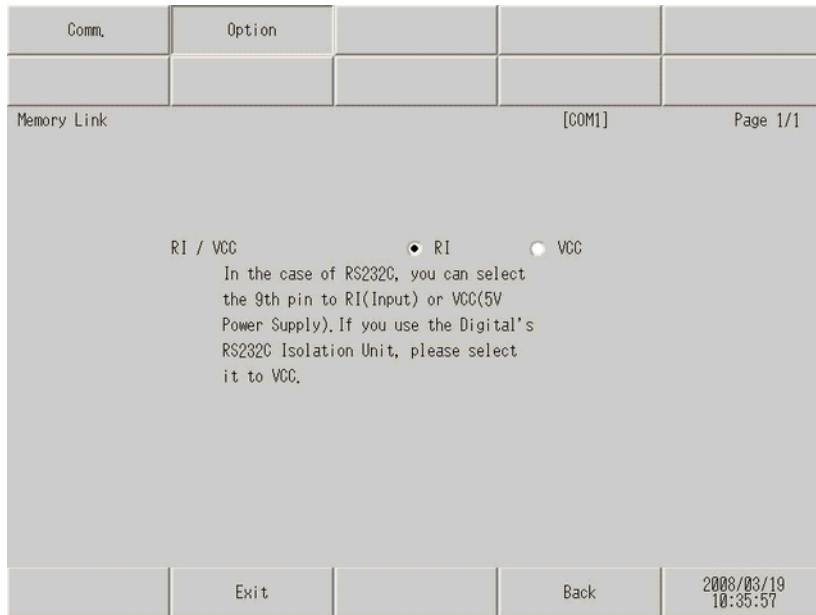 Comm. Option
Memory Link [COM1] Page 1/1
RI / VCC RI VCC
In the case of RS232C, you can select
the 9th pin to RI(Input) or VCC(5V
Power Supply). If you use the Digital's
RS232C Isolation Unit, please select
it to VCC.
Exit Back 2008/03/19
10:35:57